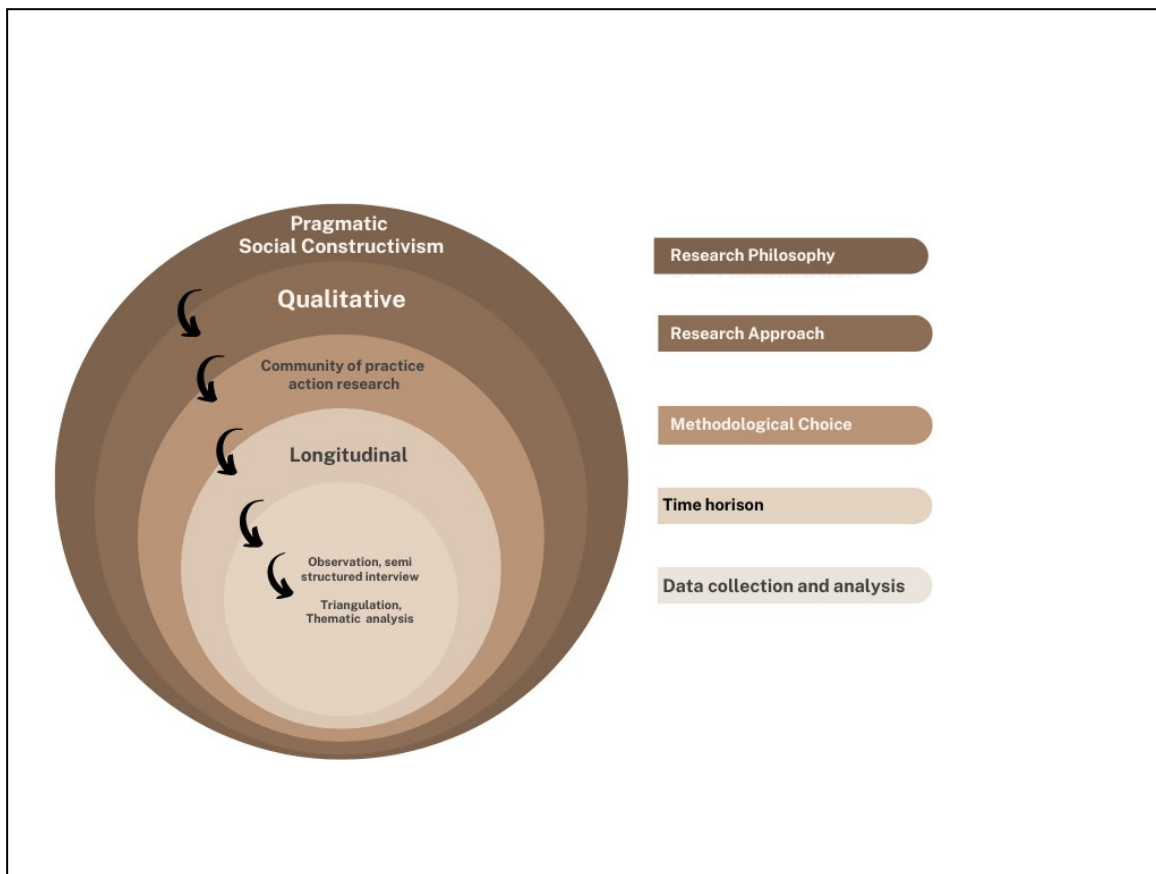 Pragmatic
Social Constructivism
Qualitative
Community of practice
action research
Longitudinal
Observation, semi
structured interview
Triangulation,
Thematic analysis
Research Philosophy
Research Approach
Methodological Choice
Time horison
Data collection and analysis